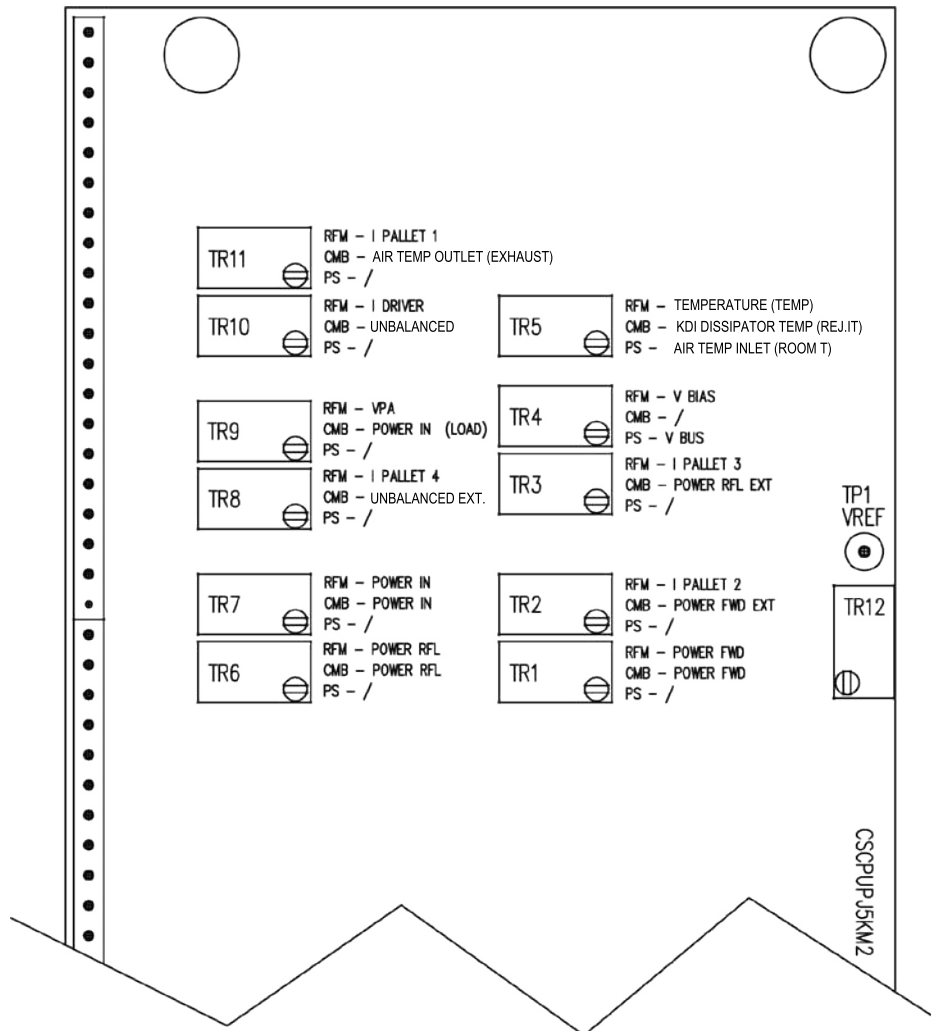 TR11
RFM - I PALLET 1
CMB - AIR TEMP OUTLET (EXHAUST)
PS - /
TR10
RFM - I DRIVER
CMB - UNBALANCED
PS - /
TR5
RFM - TEMPERATURE (TEMP)
CMB - KDI DISSIPATOR TEMP (REJ.IT)
PS - AIR TEMP INLET (ROOM T)
TR9
RFM - VPA
CMB - POWER IN (LOAD)
PS - /
TR4
RFM - V BIAS
CMB - /
PS - V BUS
TR8
RFM - I PALLET 4
CMB - UNBALANCED EXT.
PS - /
TR3
RFM - I PALLET 3
CMB - POWER RFL EXT
PS - /
TP1
VREF
TR7
RFM - POWER IN
CMB - POWER IN
PS - /
TR2
RFM - I PALLET 2
CMB - POWER FWD EXT
PS - /
TR12
TR6
RFM - POWER RFL
CMB - POWER RFL
PS - /
TR1
RFM - POWER FWD
CMB - POWER FWD
PS - /
CSCPUPJ5KM2